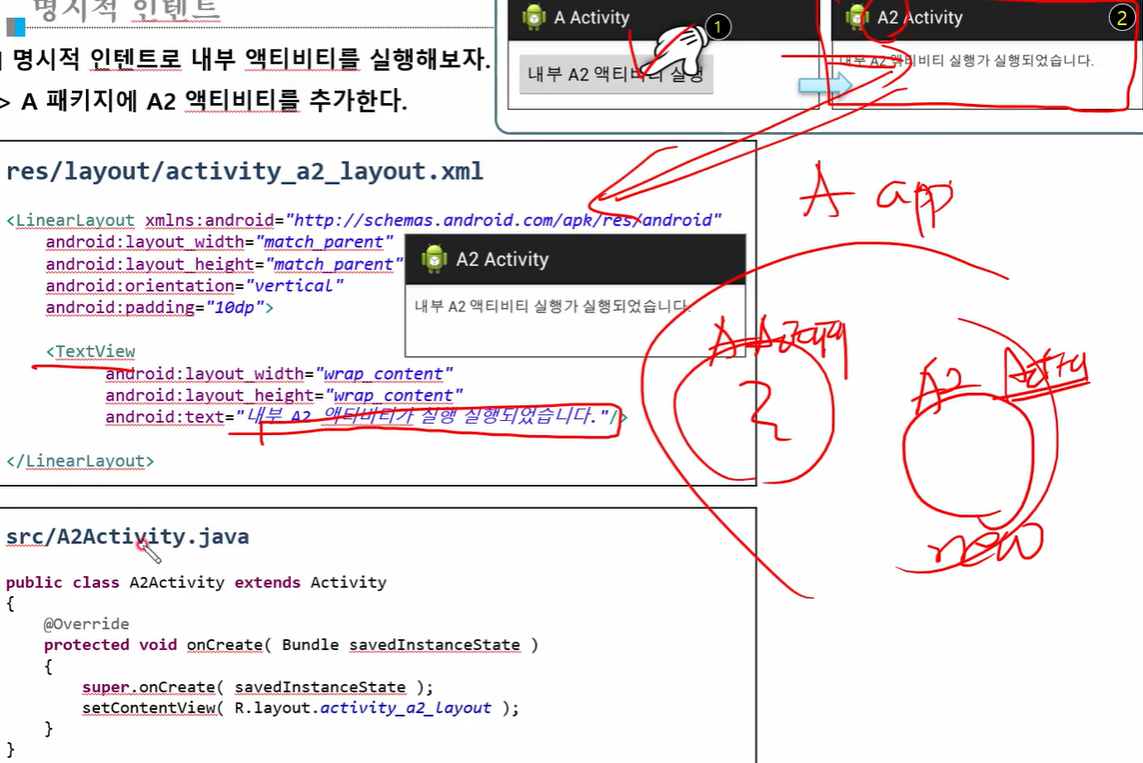 명시적 인텐트
명시적 인텐트로 내부 액티비티를 실행해보자.
> A 패키지에 A2 액티비티를 추가한다.
A Activity
1
내부 A2 액티비티 실행
A2 Activity
2
내부 A2 액티비티 실행가 실행되었습니다.
res/layout/activity_a2_layout.xml
<LinearLayout xmlns:android="http://schemas.android.com/apk/res/android"
android:layout_width="match_parent"
android:layout_height="match_parent"
android:orientation="vertical"
android:padding="10dp">
<TextView
android:layout_width="wrap_content"
android:layout_height="wrap_content"
android:text="내부 A2 액티비티가 실행 실행되었습니다."/>
</LinearLayout>
A2 Activity
내부 A2 액티비티 실행가 실행되었습니다.
A app
A Activity
A2 Activity
new
src/A2Activity.java
public class A2Activity extends Activity
{
@Override
protected void onCreate( Bundle savedInstanceState )
{
super.onCreate( savedInstanceState );
setContentView( R.layout.activity_a2_layout );
}
}